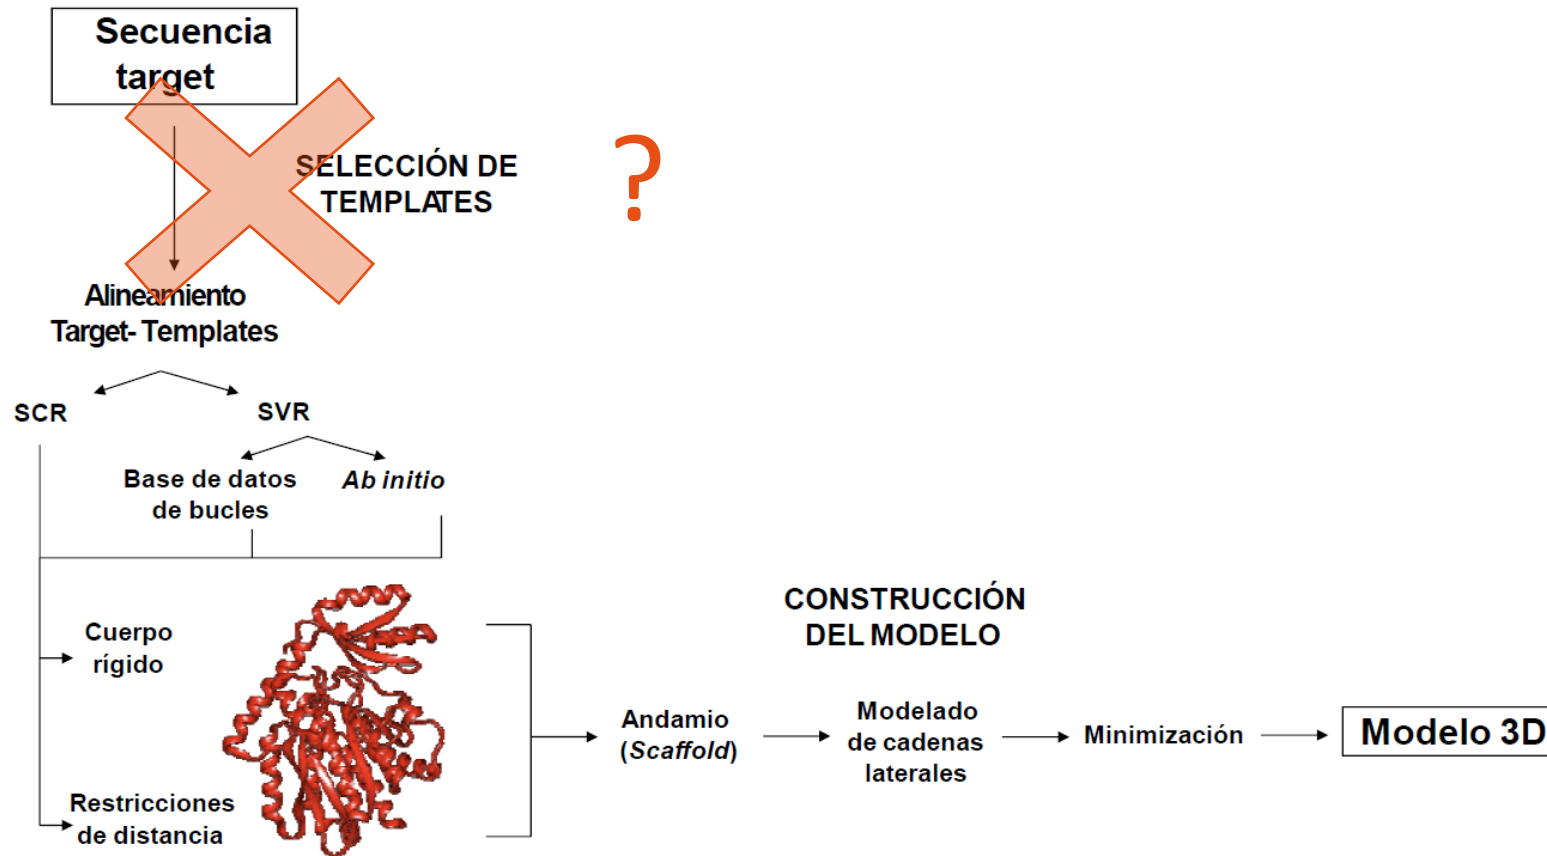 Secuencia
target
SELECCIÓN DE
TEMPLATES
?
Alineamiento
Target- Templates
SCR
SVR
Base de datos
de bucles
Ab initio
Cuerpo
rígido
Restricciones
de distancia
CONSTRUCCIÓN
DEL MODELO
Andamio
(Scaffold)
Modelado
de cadenas
laterales
Minimización
Modelo 3D